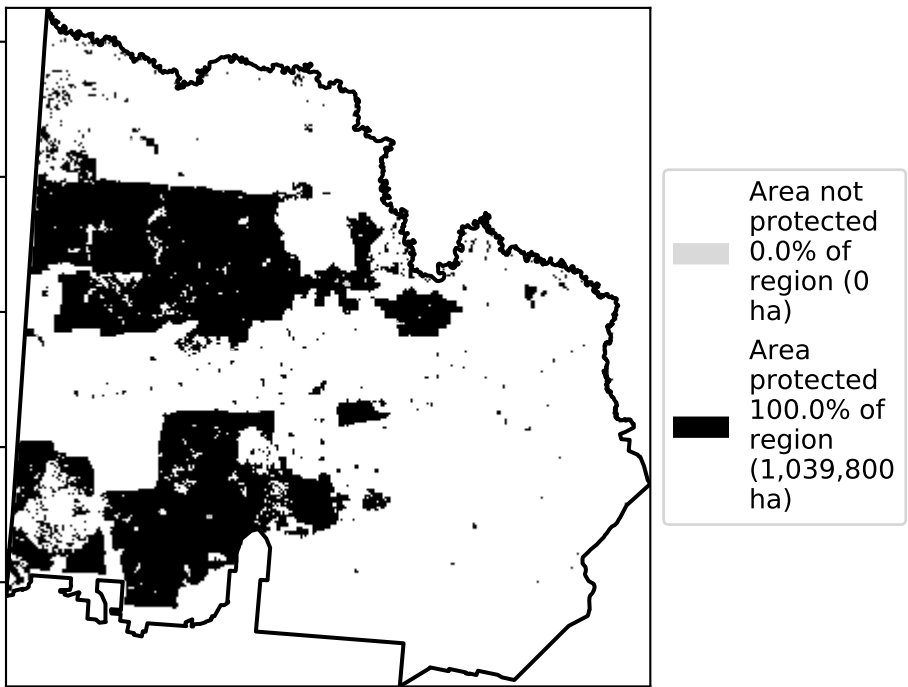 Area not
protected
0.0% of
region (0
ha)
Area
protected
100.0% of
region
(1,039,800
ha)